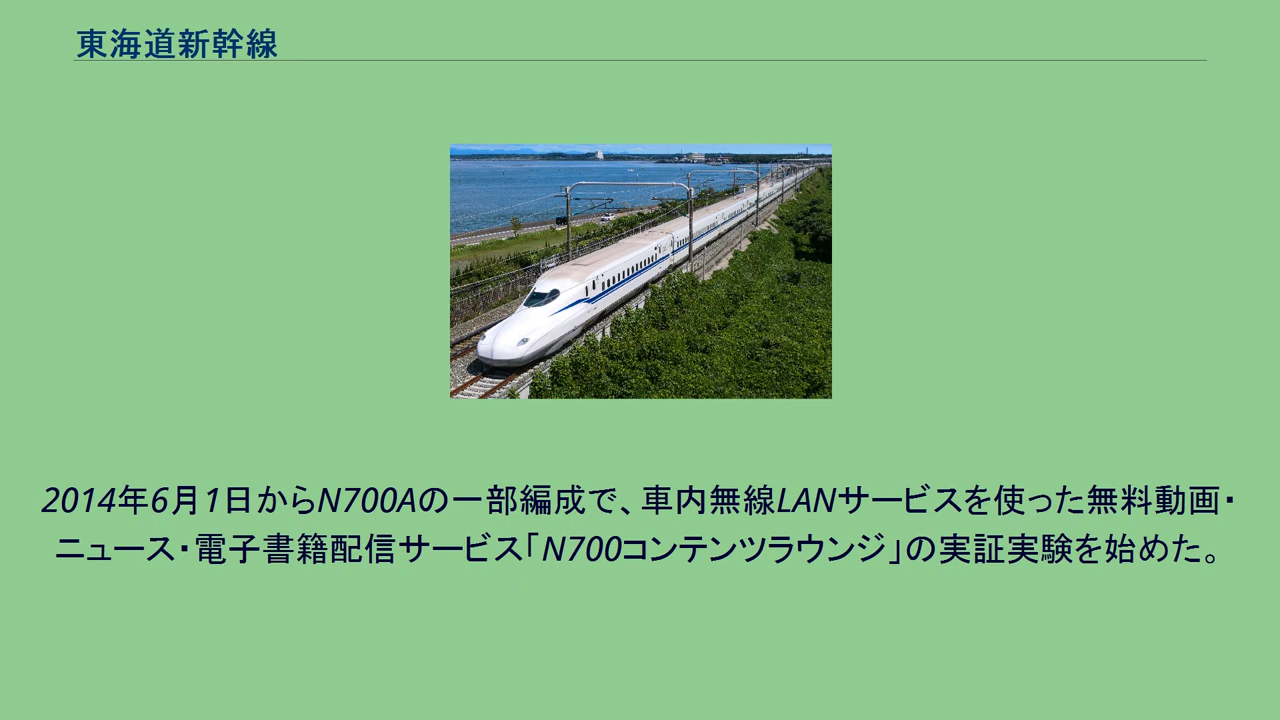 東海道新幹線
2014年6月1日からN700Aの一部編成で、車内無線LANサービスを使った無料動画・
ニュース・電子書籍配信サービス「N700コンテンツラウンジ」の実証実験を始めた。